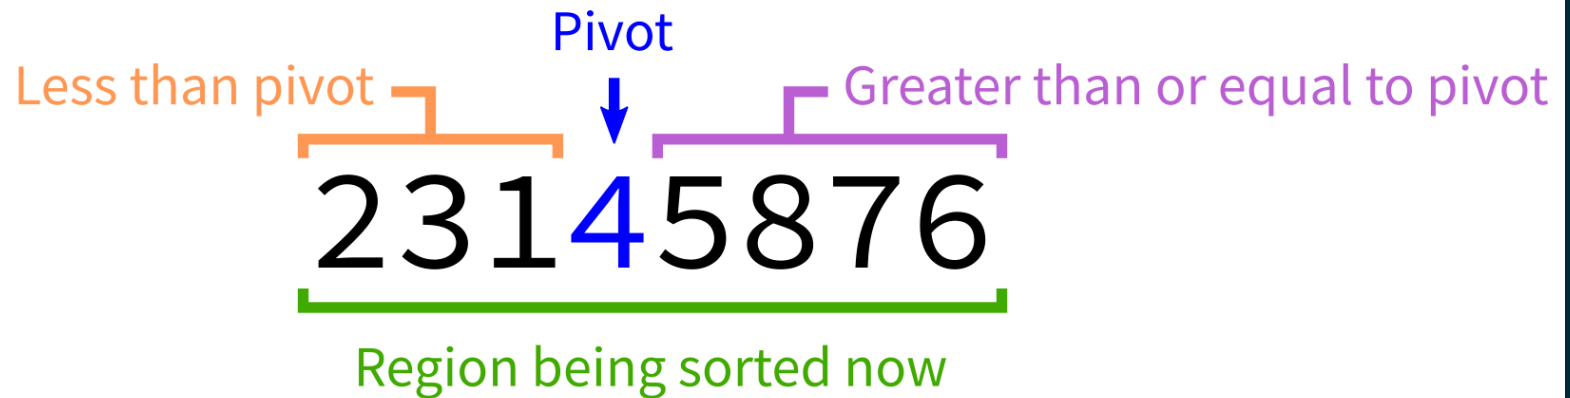 Pivot
Less than pivot
Greater than or equal to pivot
23145876
Region being sorted now